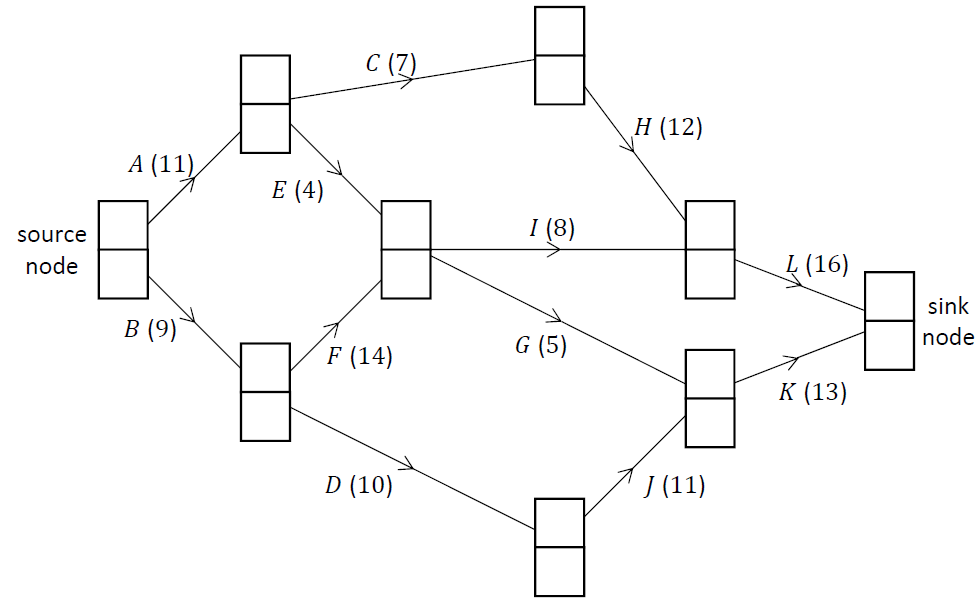 C (7)
H (12)
A (11)
E (4)
source
node
I (8)
L (16)
sink
node
B (9)
F (14)
G (5)
K (13)
D (10)
J (11)